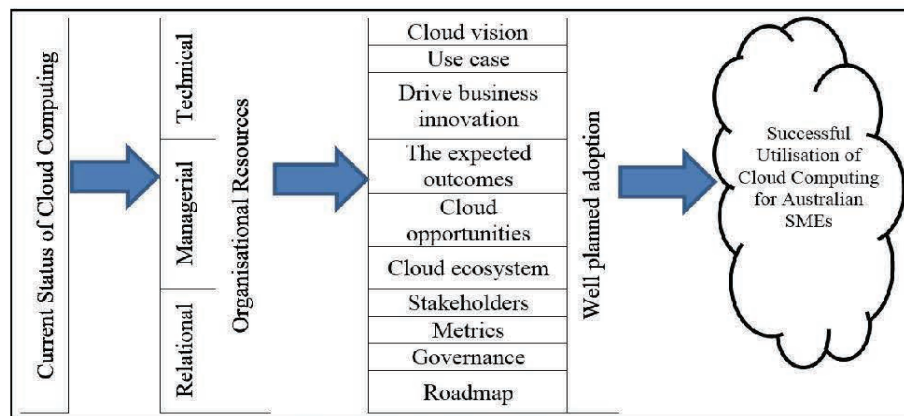 Current Status of Cloud Computing
Technical
Managerial
Relational
Organisational Resources
Cloud vision
Use case
Drive business
innovation
The expected
outcomes
Cloud
opportunities
Cloud ecosystem
Stakeholders
Metrics
Governance
Roadmap
Well planned adoption
Successful
Utilisation of
Cloud Computing
for Australian
SMEs